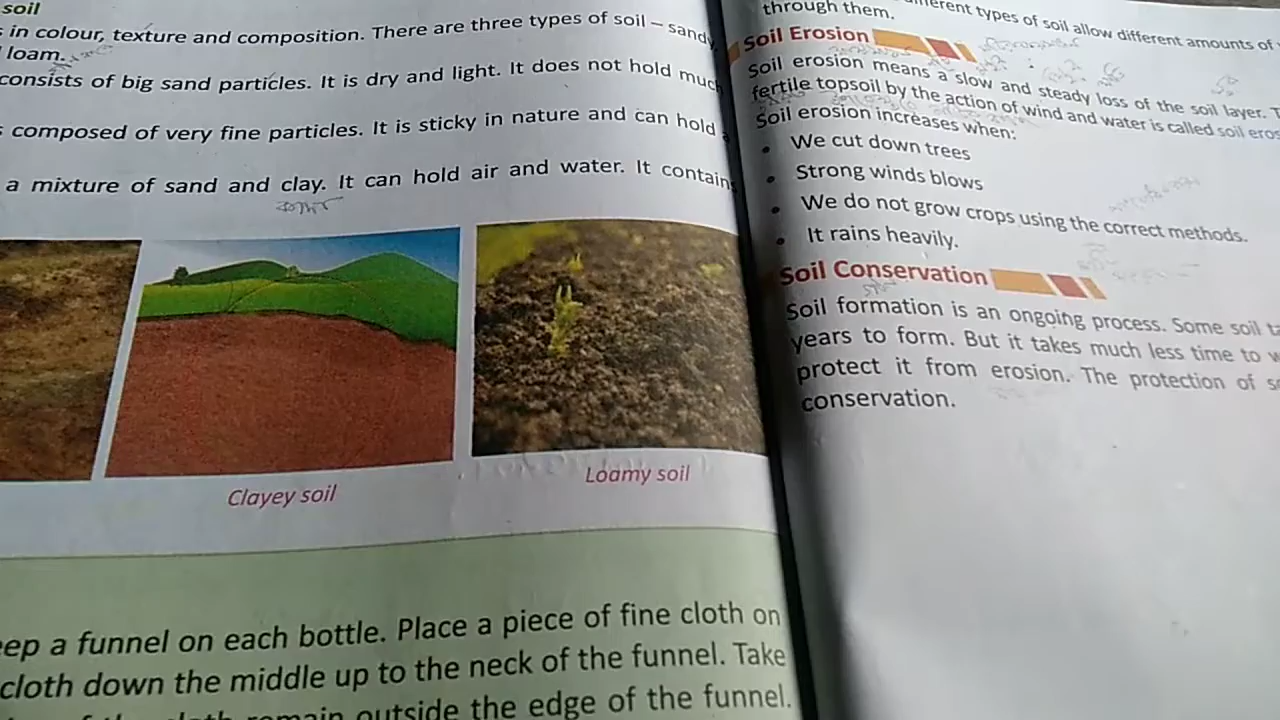 soil
in colour, texture and composition. There are three types of soil – sandy,
loam.
consists of big sand particles. It is dry and light. It does not hold much
composed of very fine particles. It is sticky in nature and can hold
a mixture of sand and clay. It can hold air and water. It contains
Clayey soil
Loamy soil
a funnel on each bottle. Place a piece of fine cloth on
cloth down the middle up to the neck of the funnel. Take
remain outside the edge of the funnel.
types of soil allow different amounts of
through them.
Soil Erosion
Soil erosion means a slow and steady loss of the soil layer.
fertile topsoil by the action of wind and water is called soil
Soil erosion increases when:
• We cut down trees
• Strong winds blows
• We do not grow crops using the correct methods.
• It rains heavily.
Soil Conservation
Soil formation is an ongoing process. Some soil
years to form. But it takes much less time to
protect it from erosion. The protection of
conservation.